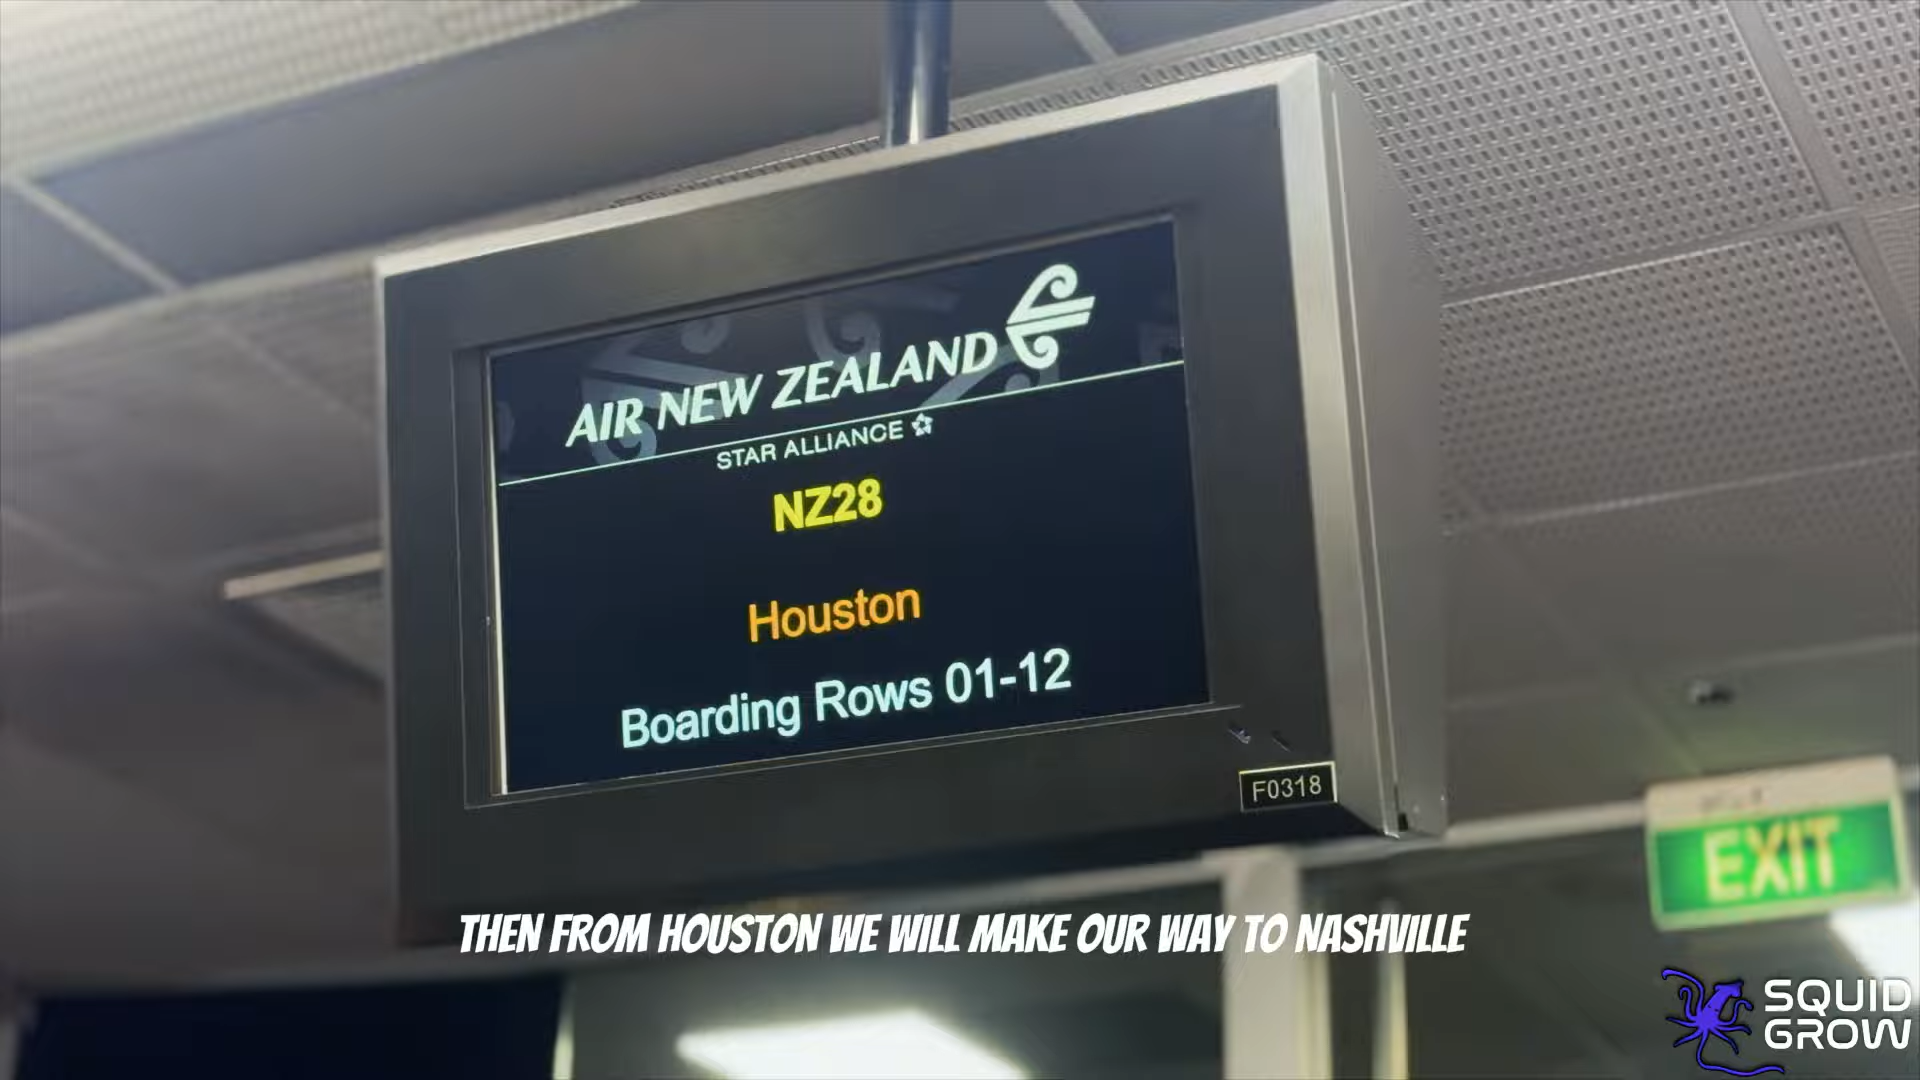 AIR NEW ZEALAND
STAR ALLIANCE
NZ28
Houston
Boarding Rows 01-12
F0318
EXIT
THEN FROM HOUSTON WE WILL MAKE OUR WAY TO NASHVILLE
SQUID
GROW